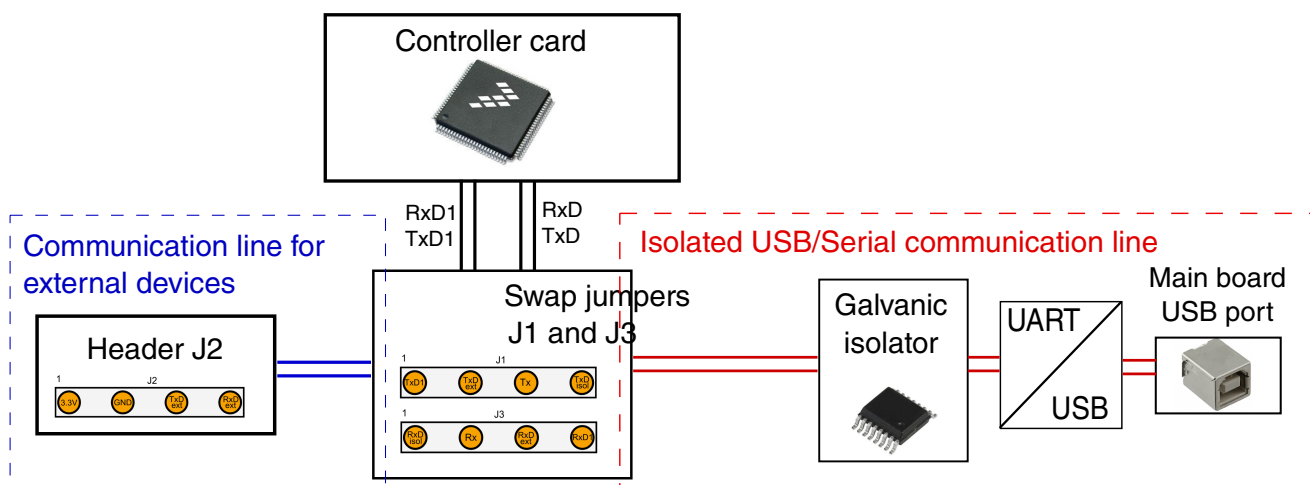 Controller card
RxD1
TxD1
RxD
TxD
Communication line for
external devices
Isolated USB/Serial communication line
Header J2
1
J2
3.3V
GND
TxD
ext
RxD
ext
Swap jumpers
J1 and J3
1
J1
TxD1
TxD
ext
Tx
TxD
isol
1
J3
RxD
isol
Rx
RxD
ext
RxD1
Galvanic
isolator
UART
USB
Main board
USB port